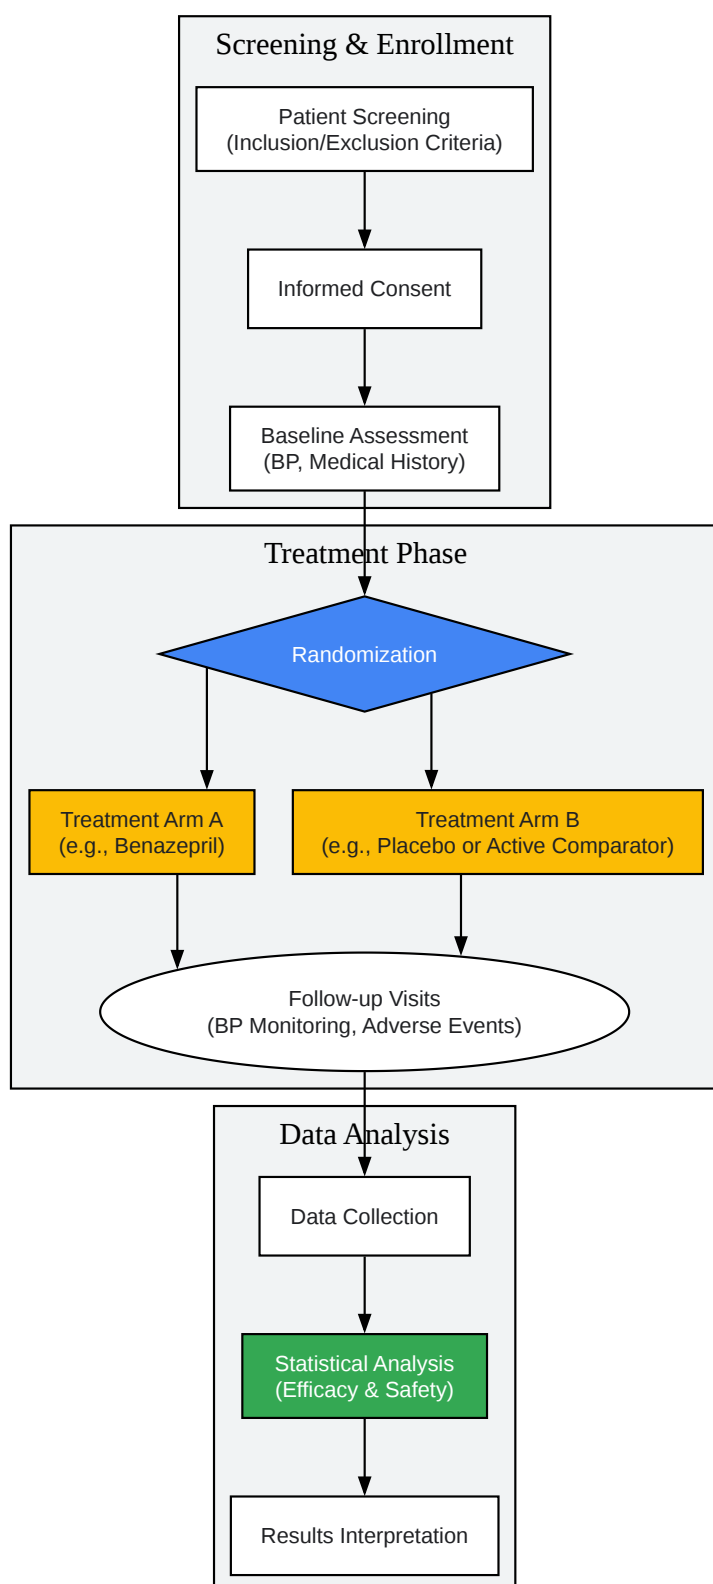 Screening & Enrollment
Patient Screening
(Inclusion/Exclusion Criteria)
Informed Consent
Baseline Assessment
(BP, Medical History)
Treatment Phase
Randomization
Treatment Arm A
(e.g., Benazepril)
Treatment Arm B
(e.g., Placebo or Active Comparator)
Follow-up Visits
(BP Monitoring, Adverse Events)
Data Analysis
Data Collection
Statistical Analysis
(Efficacy & Safety)
Results Interpretation